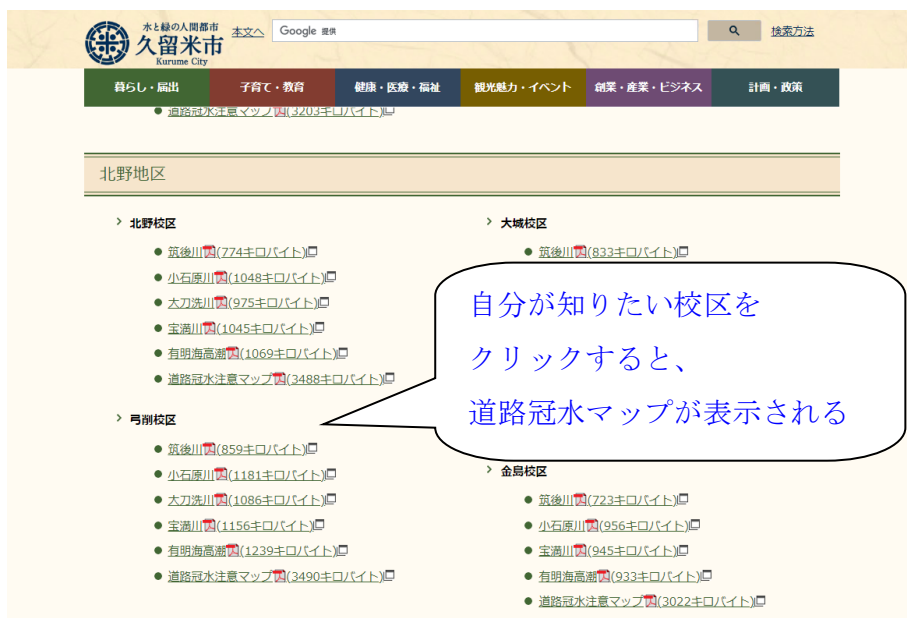 水と緑の人間都市
久留米市
Kurume City
本文へ
Google 提供
検索方法
暮らし・届出
子育て・教育
健康・医療・福祉
観光魅力・イベント
創業・産業・ビジネス
計画・政策
道路冠水注意マップ(3203キロバイト)
北野地区
北野校区
筑後川(774キロバイト)
小石原川(1048キロバイト)
大刀洗川(975キロバイト)
宝満川(1045キロバイト)
有明海高潮(1069キロバイト)
道路冠水注意マップ(3488キロバイト)
弓削校区
筑後川(859キロバイト)
小石原川(1181キロバイト)
大刀洗川(1086キロバイト)
宝満川(1156キロバイト)
有明海高潮(1239キロバイト)
道路冠水注意マップ(3490キロバイト)
大城校区
筑後川(833キロバイト)
自分が知りたい校区を
クリックすると、
道路冠水マップが表示される
金島校区
筑後川(723キロバイト)
小石原川(956キロバイト)
宝満川(945キロバイト)
有明海高潮(933キロバイト)
道路冠水注意マップ(3022キロバイト)